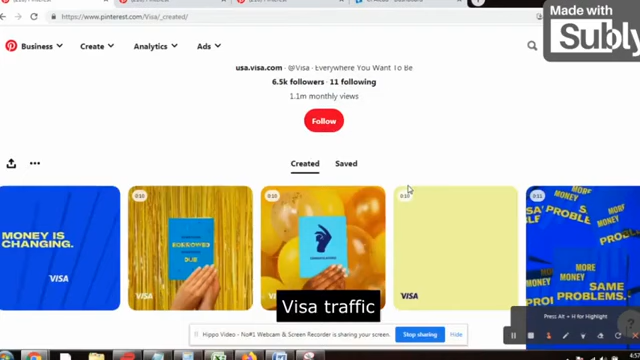 https://www.pinterest.com/Visa/_created/
Made with
Subly
Business
Create
Analytics
Ads
usa.visa.com · @Visa · Everywhere You Want To Be
6.5k followers · 11 following
1.1m monthly views
Follow
Created
Saved
0:10
0:10
0:10
0:11
MONEY IS
CHANGING.
VISA
BORROWED
DUE
VISA
VISA
VISA
MORE
MONEY
SAME
PROBLEMS.
Visa traffic
Press Alt + H for Highlight
Hippo Video - No#1 Webcam & Screen Recorder is sharing your screen.
Stop sharing
Hide